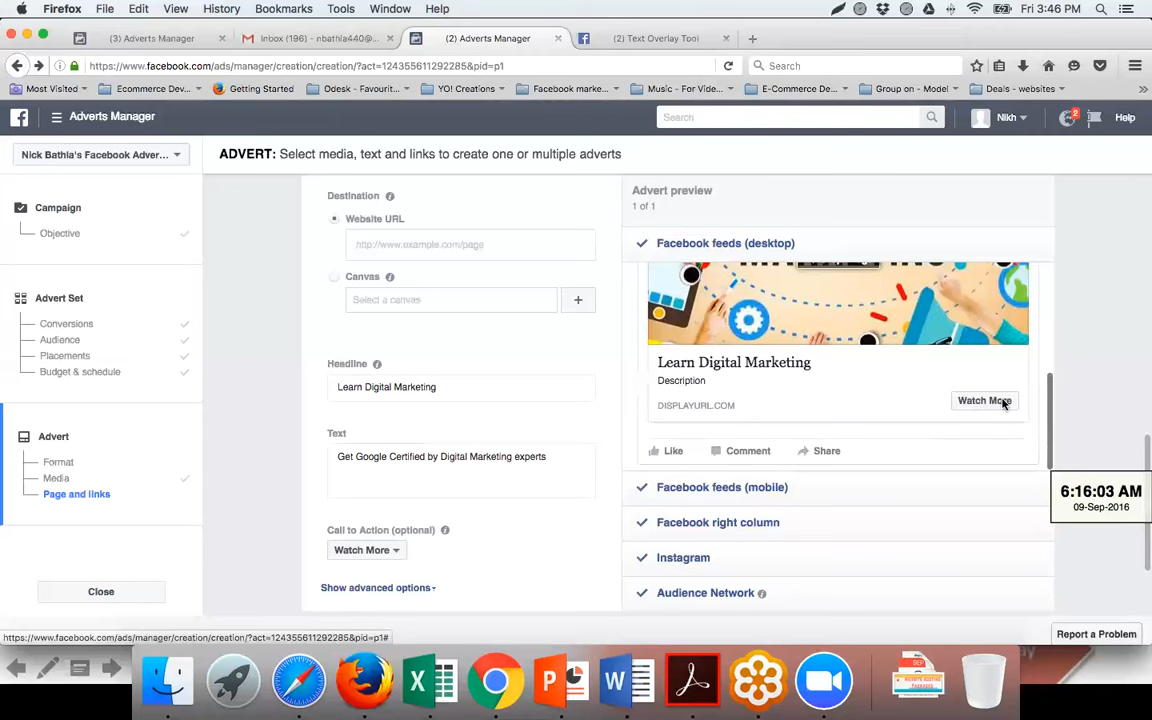 Firefox File Edit View History Bookmarks Tools Window Help Fri 3:46 PM
(3) Adverts Manager Inbox (196) - nbathla440@... (2) Adverts Manager (2) Text Overlay Tool
https://www.facebook.com/ads/manager/creation/creation/?act=124355611292285&pid=p1 Search
Most Visited Ecommerce Dev... Getting Started Odesk - Favourit... YO! Creations Facebook marke... Music - For Vide... E-Commerce De... Group on - Model Deals - websites
Adverts Manager Search Nikh 2 Help
Nick Bathla's Facebook Adver... ADVERT: Select media, text and links to create one or multiple adverts
Campaign
Objective
Advert Set
Conversions
Audience
Placements
Budget & schedule
Advert
Format
Media
Page and links
Close
Destination
Website URL
http://www.example.com/page
Canvas
Select a canvas
+
Headline
Learn Digital Marketing
Text
Get Google Certified by Digital Marketing experts
Call to Action (optional)
Watch More
Show advanced options
Advert preview
1 of 1
Facebook feeds (desktop)
Learn Digital Marketing
Description
DISPLAYURL.COM
Watch More
Like Comment Share
Facebook feeds (mobile)
Facebook right column
Instagram
Audience Network
6:16:03 AM
09-Sep-2016
https://www.facebook.com/ads/manager/creation/creation/?act=124355611292285&pid=p1#
Report a Problem